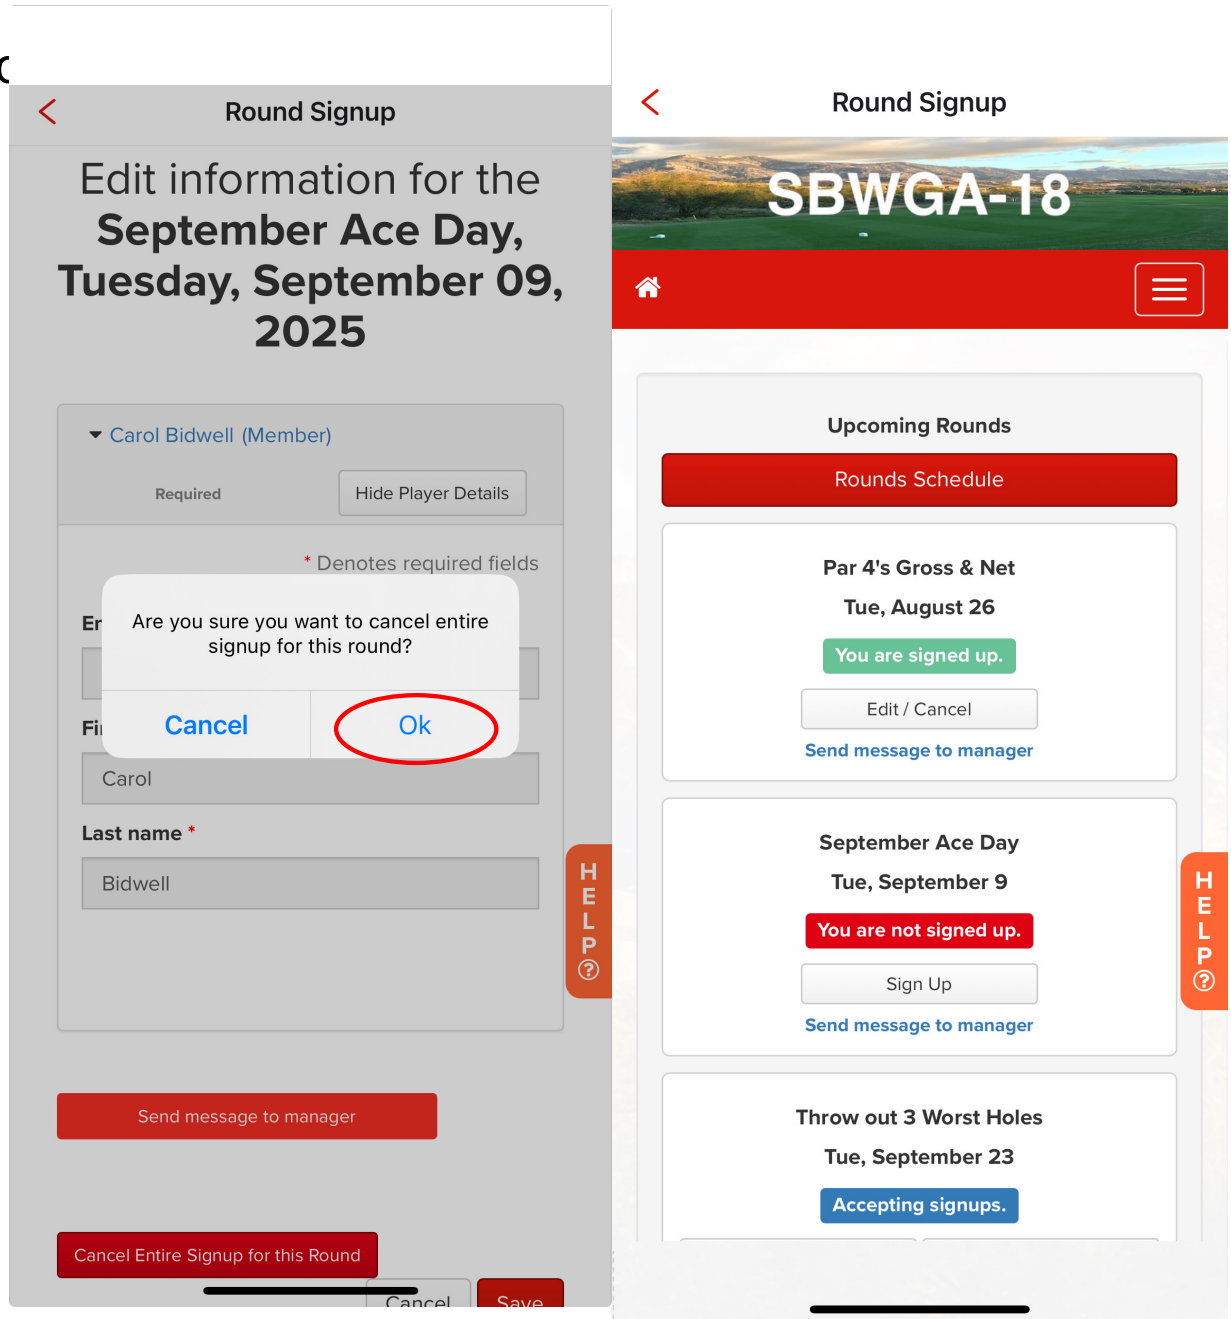 Round Signup
Edit information for the
September Ace Day,
Tuesday, September 09,
2025
Carol Bidwell (Member)
Required
Hide Player Details
* Denotes required fields
Are you sure you want to cancel entire
signup for this round?
Cancel
Ok
Carol
Last name *
Bidwell
HELP?
Send message to manager
Cancel Entire Signup for this Round
Cancel
Save
Round Signup
SBWGA-18
Upcoming Rounds
Rounds Schedule
Par 4's Gross & Net
Tue, August 26
You are signed up.
Edit / Cancel
Send message to manager
September Ace Day
Tue, September 9
You are not signed up.
Sign Up
Send message to manager
HELP?
Throw out 3 Worst Holes
Tue, September 23
Accepting signups.